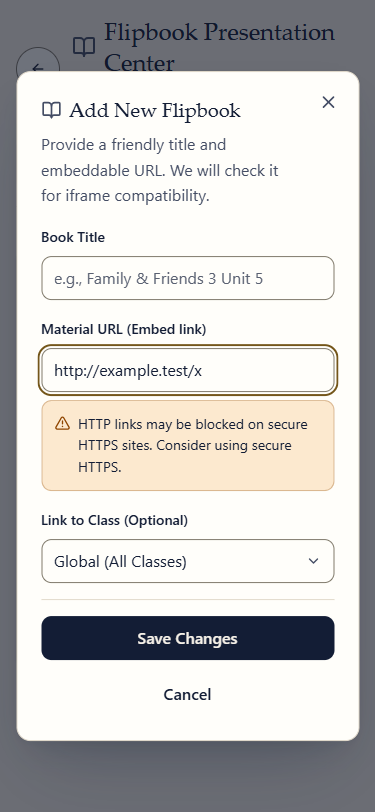 Flipbook Presentation
Center
Add New Flipbook
Provide a friendly title and
embeddable URL. We will check it
for iframe compatibility.
Book Title
e.g., Family & Friends 3 Unit 5
Material URL (Embed link)
http://example.test/x
HTTP links may be blocked on secure
HTTPS sites. Consider using secure
HTTPS.
Link to Class (Optional)
Global (All Classes)
Save Changes
Cancel